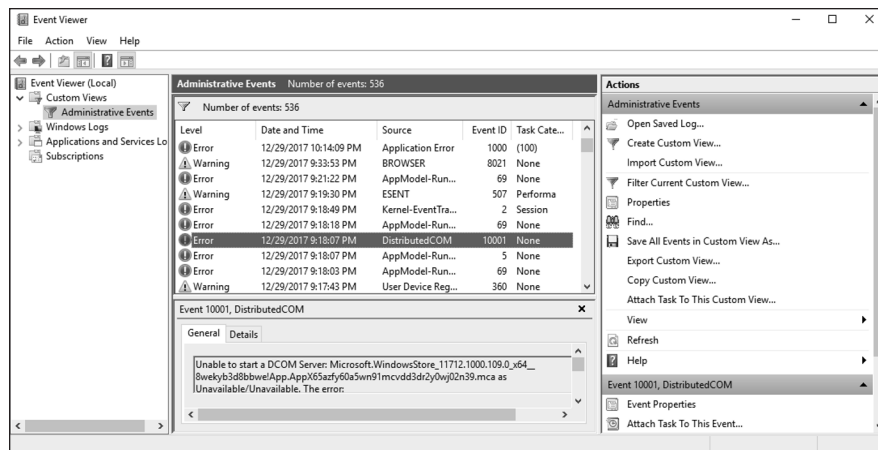 Event Viewer
File Action View Help
Event Viewer (Local)
Custom Views
Administrative Events
Windows Logs
Applications and Services Lo
Subscriptions
Administrative Events Number of events: 536
Number of events: 536
Level Date and Time Source Event ID Task Cate...
Error 12/29/2017 10:14:09 PM Application Error 1000 (100)
Warning 12/29/2017 9:33:53 PM BROWSER 8021 None
Error 12/29/2017 9:21:22 PM AppModel-Run... 69 None
Warning 12/29/2017 9:19:30 PM ESENT 507 Performa
Error 12/29/2017 9:18:49 PM Kernel-EventTra... 2 Session
Error 12/29/2017 9:18:18 PM AppModel-Run... 69 None
Error 12/29/2017 9:18:07 PM DistributedCOM 10001 None
Error 12/29/2017 9:18:07 PM AppModel-Run... 5 None
Error 12/29/2017 9:18:03 PM AppModel-Run... 69 None
Warning 12/29/2017 9:17:43 PM User Device Reg... 360 None
Event 10001, DistributedCOM
General Details
Unable to start a DCOM Server: Microsoft.WindowsStore_11712.1000.109.0_x64__
8wekyb3d8bbwe!App.AppX65azfy60a5wn91mcvdd3dr2y0wj02n39.mca as
Unavailable/Unavailable. The error:
Actions
Administrative Events
Open Saved Log...
Create Custom View...
Import Custom View...
Filter Current Custom View...
Properties
Find...
Save All Events in Custom View As...
Export Custom View...
Copy Custom View...
Attach Task To This Custom View...
View
Refresh
Help
Event 10001, DistributedCOM
Event Properties
Attach Task To This Event...